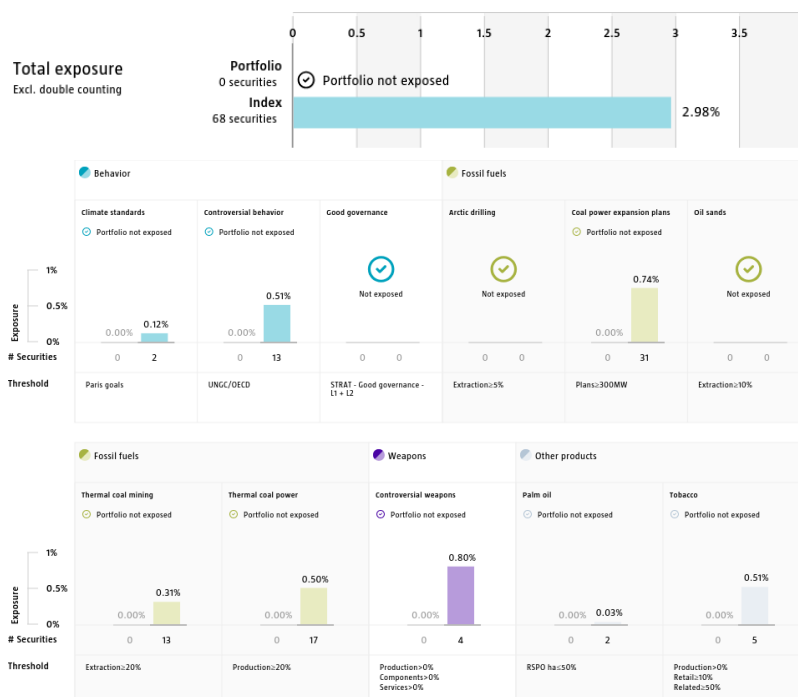 0 0.5 1 1.5 2 2.5 3 3.5
Total exposure
Excl. double counting
Portfolio
0 securities
Portfolio not exposed
Index
68 securities
2.98%
Behavior
Fossil fuels
Climate standards
Controversial behavior
Good governance
Arctic drilling
Coal power expansion plans
Oil sands
Portfolio not exposed
Portfolio not exposed
Portfolio not exposed
Not exposed
Not exposed
Not exposed
Exposure
1%
0.5%
0%
0.00% 0.12%
0.00% 0.51%
0.00% 0.74%
# Securities 0 2 0 13 0 0 0 0 0 31 0 0
Threshold
Paris goals
UNGC/OECD
STRAT - Good governance -
L1 + L2
Extraction≥5%
Plans≥300MW
Extraction≥10%
Fossil fuels
Weapons
Other products
Thermal coal mining
Thermal coal power
Controversial weapons
Palm oil
Tobacco
Portfolio not exposed
Portfolio not exposed
Portfolio not exposed
Portfolio not exposed
Portfolio not exposed
Exposure
1%
0.5%
0%
0.00% 0.31%
0.00% 0.50%
0.00% 0.80%
0.00% 0.03%
0.00% 0.51%
# Securities 0 13 0 17 0 4 0 2 0 5
Threshold
Extraction≥20%
Production≥20%
Production>0%
Components>0%
Services>0%
RSPO ha≤50%
Production>0%
Retail≥10%
Related≥50%